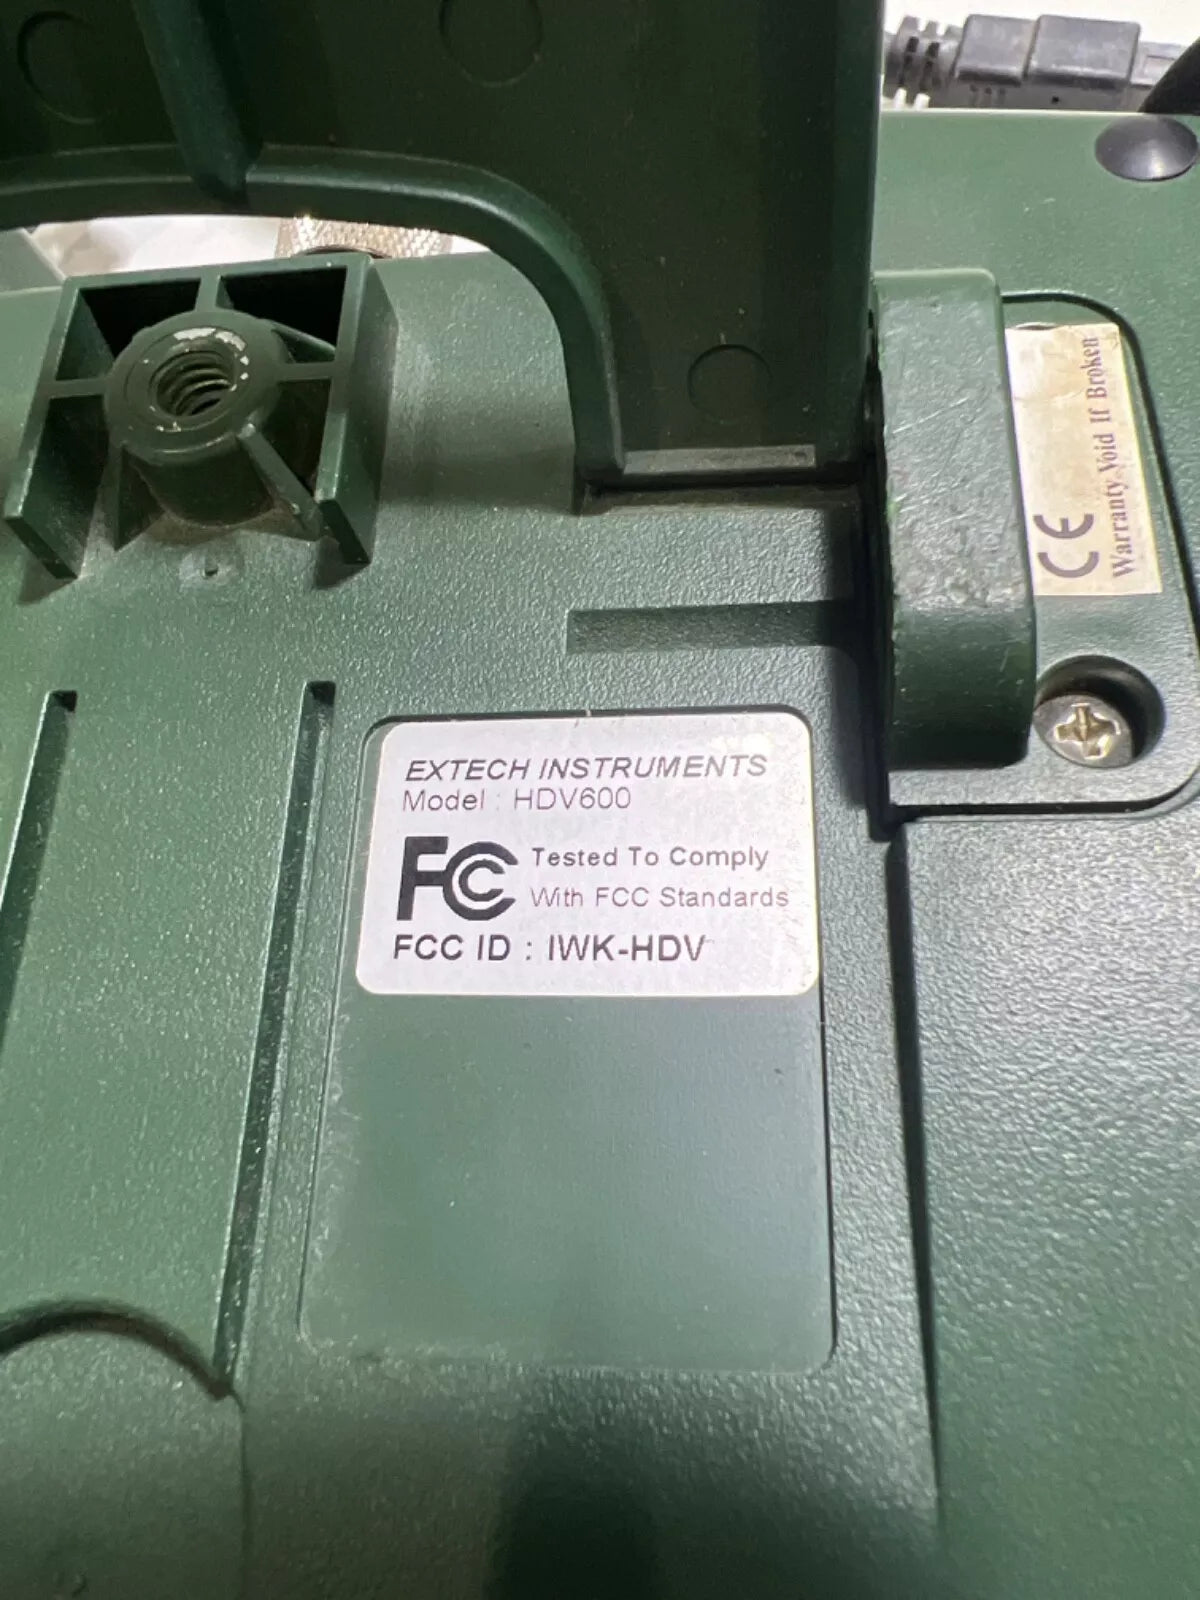 CE
Warranty Void If Broken
EXTECH INSTRUMENTS
Model : HDV600
FC Tested To Comply
With FCC Standards
FCC ID : IWK-HDV